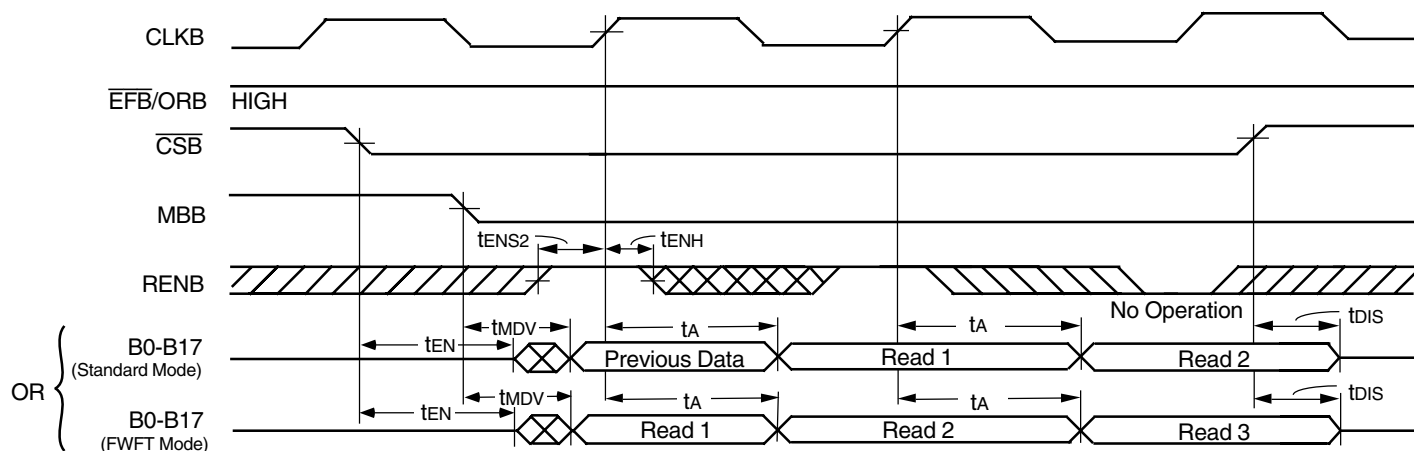 CLKB
EFB/ORB HIGH
CSB
MBB
tENS2 tENH
RENB
No Operation
tMDV tA tA tDIS
B0-B17 tEN Previous Data Read 1 Read 2
(Standard Mode)
OR
tMDV tA tA tDIS
B0-B17 tEN Read 1 Read 2 Read 3
(FWFT Mode)